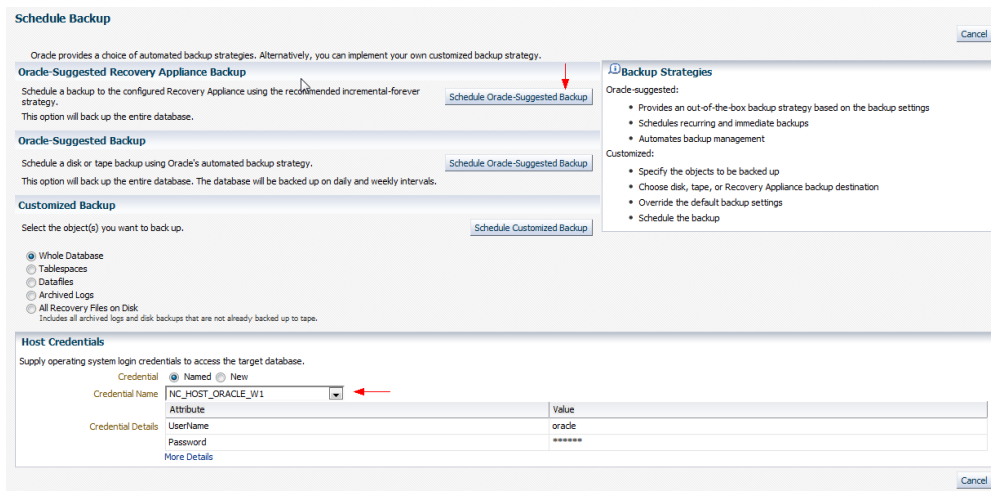 Schedule Backup
Cancel
Oracle provides a choice of automated backup strategies. Alternatively, you can implement your own customized backup strategy.
Oracle-Suggested Recovery Appliance Backup
Schedule a backup to the configured Recovery Appliance using the recommended incremental-forever
strategy.
Schedule Oracle-Suggested Backup
This option will back up the entire database.
Oracle-Suggested Backup
Schedule a disk or tape backup using Oracle's automated backup strategy.
Schedule Oracle-Suggested Backup
This option will back up the entire database. The database will be backed up on daily and weekly intervals.
Customized Backup
Select the object(s) you want to back up.
Schedule Customized Backup
Whole Database
Tablespaces
Datafiles
Archived Logs
All Recovery Files on Disk
Includes all archived logs and disk backups that are not already backed up to tape.
Backup Strategies
Oracle-suggested:
Provides an out-of-the-box backup strategy based on the backup settings
Schedules recurring and immediate backups
Automates backup management
Customized:
Specify the objects to be backed up
Choose disk, tape, or Recovery Appliance backup destination
Override the default backup settings
Schedule the backup
Host Credentials
Supply operating system login credentials to access the target database.
Credential Named New
Credential Name NC_HOST_ORACLE_W1
Attribute Value
Credential Details UserName oracle
Password ******
More Details
Cancel